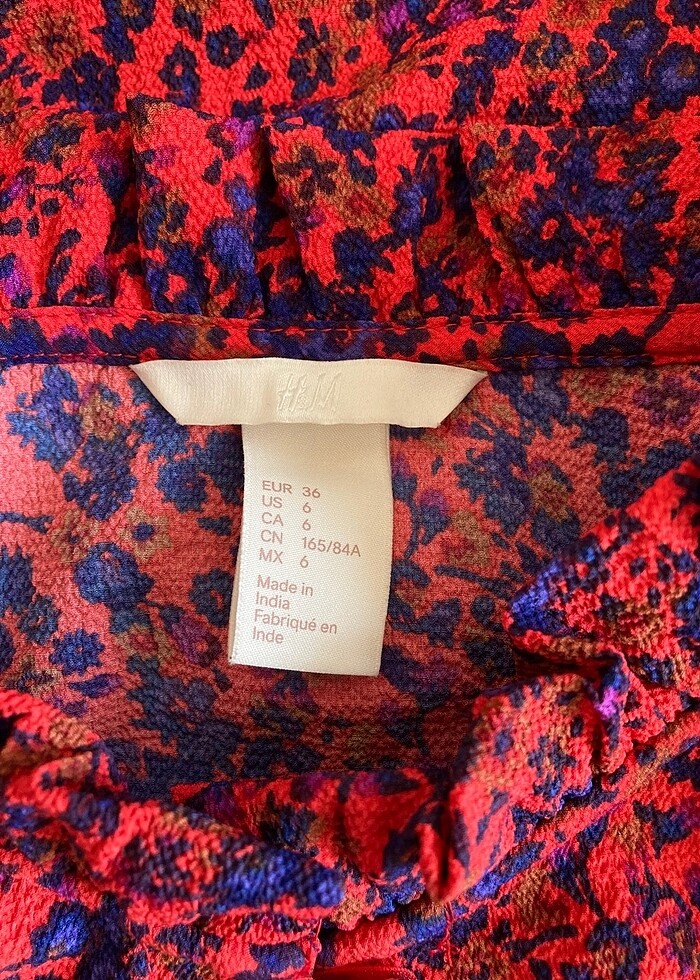 H&M
EUR 36
US 6
CA 6
CN 165/84A
MX 6
Made in
India
Fabriqué en
Inde